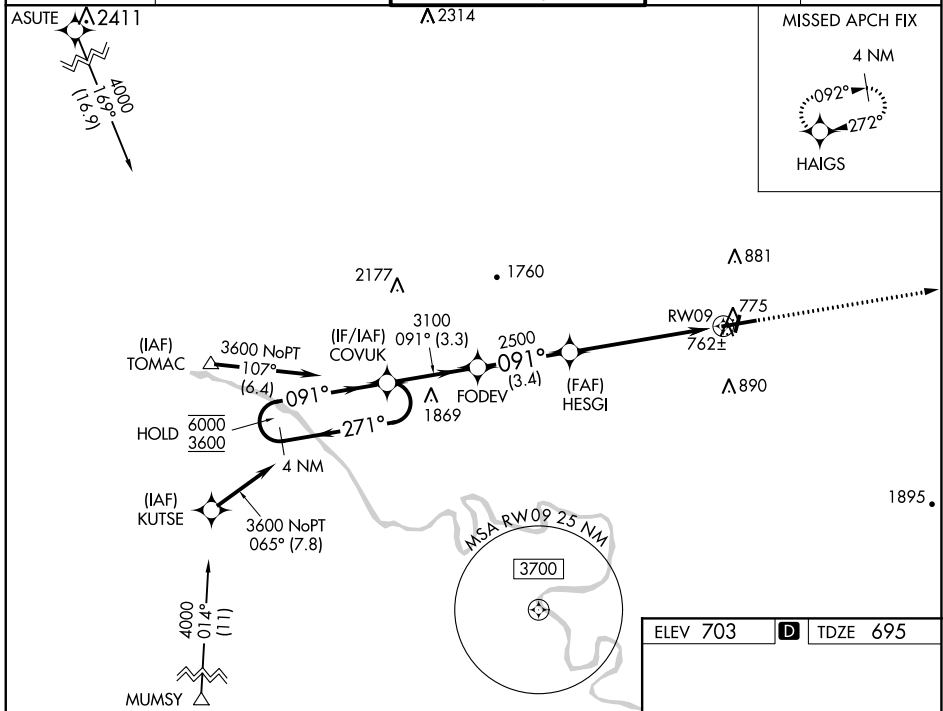 ASUTE
2411
2314
MISSED APCH FIX
4 NM
092°
272°
HAIGS
4000
169°
(16.9)
881
2177
1760
775
RW09
762±
3100
091° (3.3)
2500
091°
(3.4)
(IF/IAF)
COVUK
(IAF)
TOMAC
3600 NoPT
107°
(6.4)
091°
FODEV
(FAF)
HESGI
1869
890
271°
HOLD
6000
3600
4 NM
(IAF)
KUTSE
3600 NoPT
065° (7.8)
1895
MSA RW09 25 NM
3700
4000
014°
(11)
MUMSY
ELEV 703
D
TDZE 695